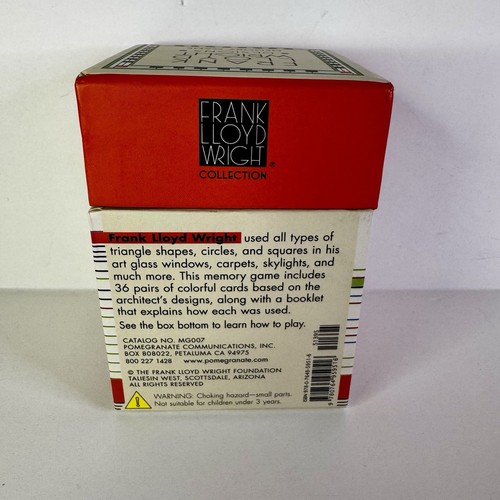 FRANK
LLOYD
WRIGHT ®
COLLECTION
Frank Lloyd Wright used all types of
triangle shapes, circles, and squares in his
art glass windows, carpets, skylights, and
much more. This memory game includes
36 pairs of colorful cards based on the
architect's designs, along with a booklet
that explains how each was used.
See the box bottom to learn how to play.
CATALOG NO. MG007
POMEGRANATE COMMUNICATIONS, INC.
BOX 808022, PETALUMA CA 94975
800 227 1428 www.pomegranate.com
© THE FRANK LLOYD WRIGHT FOUNDATION
TALIESIN WEST, SCOTTSDALE, ARIZONA
ALL RIGHTS RESERVED
WARNING: Choking hazard—small parts.
Not suitable for children under 3 years.